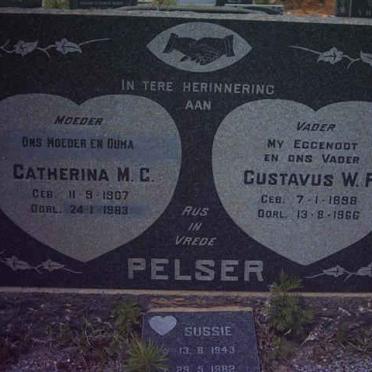 IN TERE HERINNERING
AAN
MOEDER
ONS MOEDER EN OUMA
CATHERINA M. C.
GEB. 11-9-1907
OORL. 24-1-1983
VADER
MY EGGENOOT
EN ONS VADER
GUSTAVUS W.
GEB. 7-1-1898
OORL. 13-8-1966
RUS
IN
VREDE
PELSER
SUSSIE
13.8.1943
29.5.1982